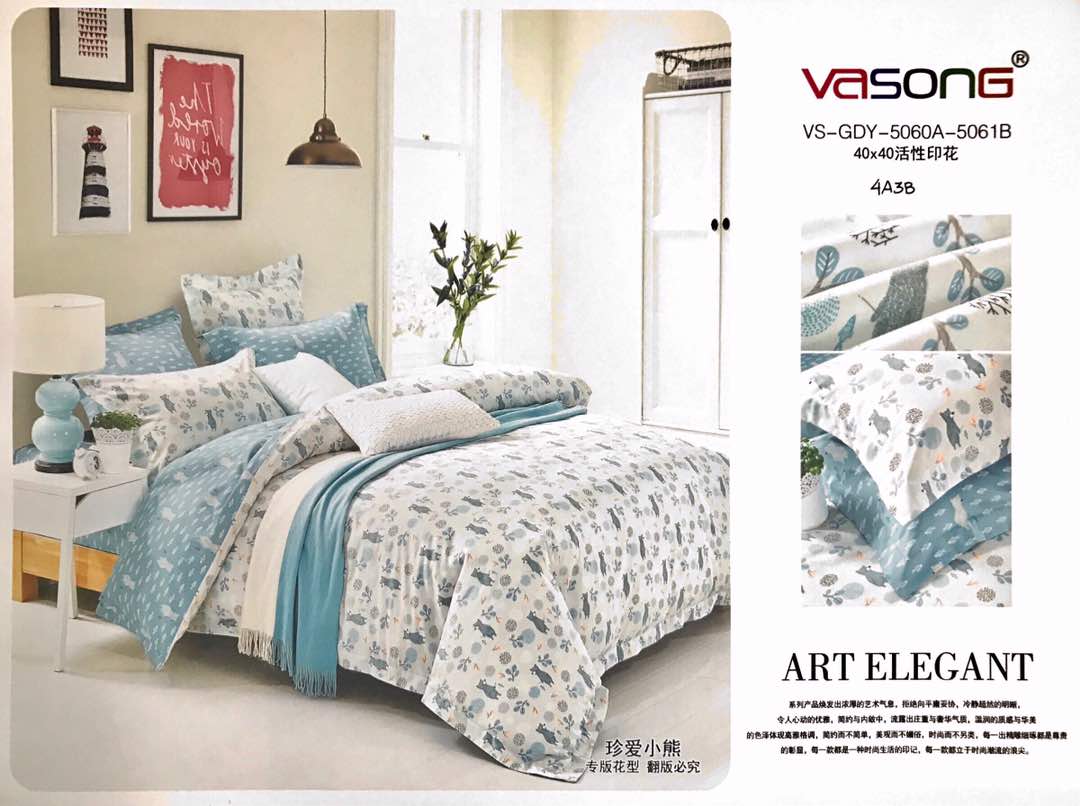 The
World
IS YOUR
Oyster
vasong®
VS-GDY-5060A-5061B
40x40活性印花
4A3B
ART ELEGANT
系列产品焕发出浓厚的艺术气息，拒绝向平庸妥协，冷静超然的明晰，
令人心动的优雅，简约与内敛中，流露出庄重与奢华气质，温润的质感与华美
的色泽体现高雅格调，简约而不简单，美观而不媚俗，时尚而不另类，每一出精雕细琢都是尊贵
的彰显，每一款都是一种时尚生活的印记，每一款都立于时尚潮流的浪尖。
珍爱小熊
专版花型 翻版必究